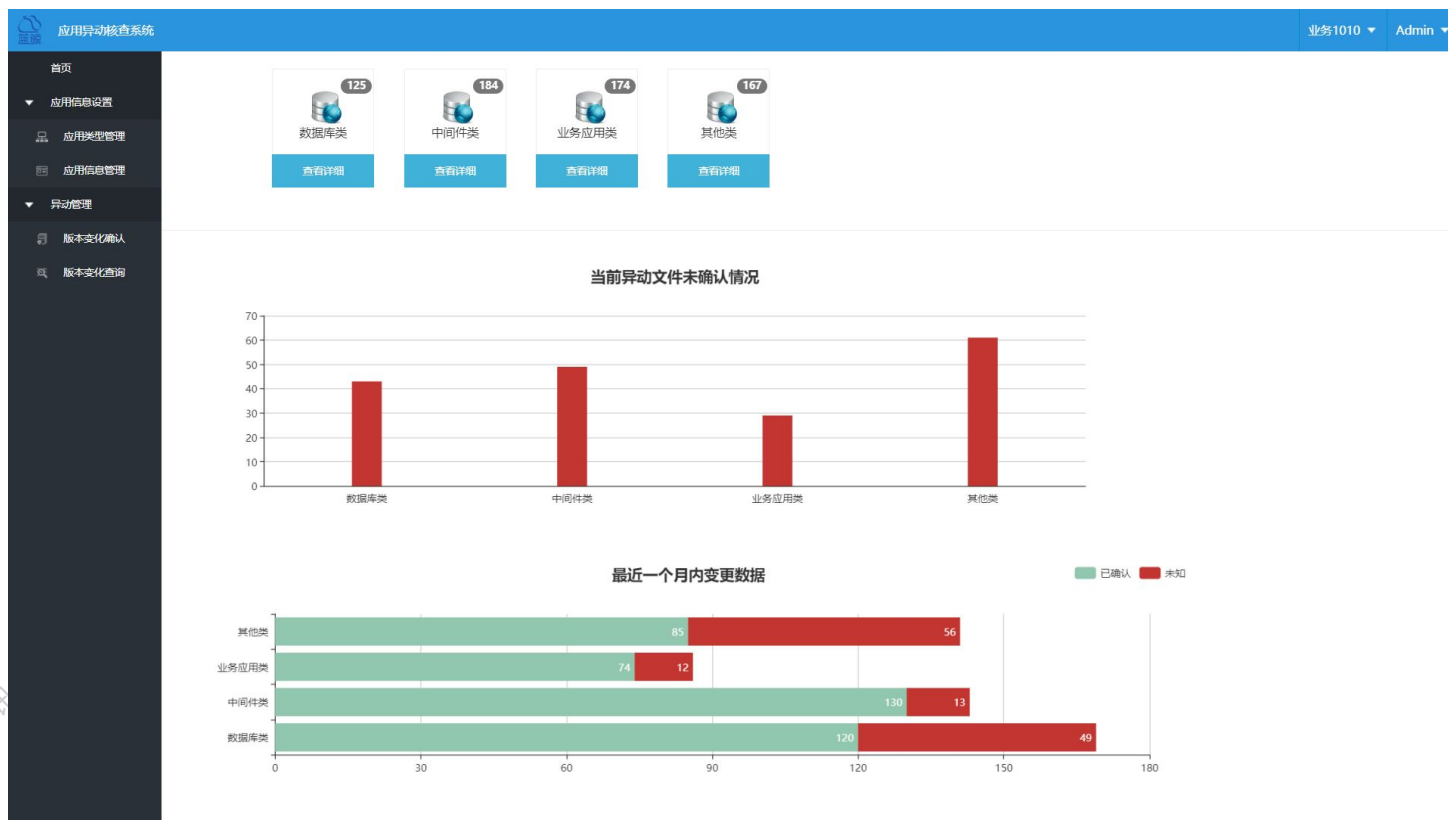 蓝鲸
应用异动核查系统
业务1010
Admin
首页
应用信息设置
应用类型管理
应用信息管理
异动管理
版本变化确认
版本变化查询
125
184
174
167
数据库类
中间件类
业务应用类
其他类
查看详细
查看详细
查看详细
查看详细
当前异动文件未确认情况
70
60
50
40
30
20
10
0
数据库类
中间件类
业务应用类
其他类
最近一个月内变更数据
已确认
未知
其他类
85
56
业务应用类
74
12
中间件类
130
13
数据库类
120
49
0
30
60
90
120
150
180